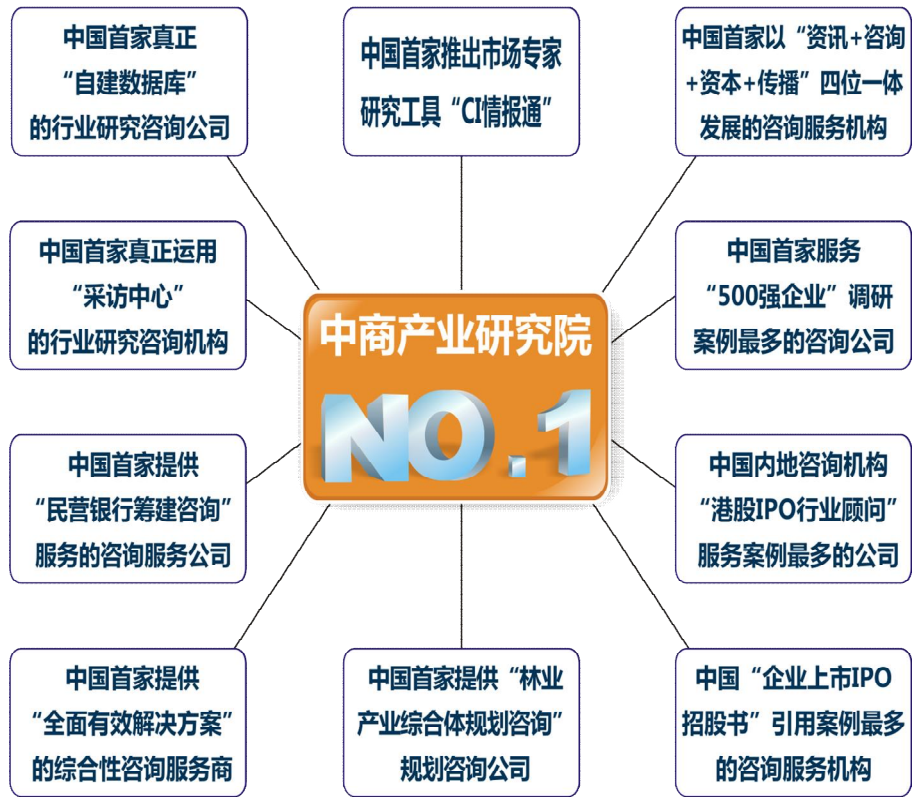 中国首家真正
“自建数据库”
的行业研究咨询公司
中国首家推出市场专家
研究工具“CI情报通”
中国首家以“资讯+咨询
+资本+传播”四位一体
发展的咨询服务机构
中国首家真正运用
“采访中心”
的行业研究咨询机构
中国首家服务
“500强企业”调研
案例最多的咨询公司
中商产业研究院
NO.1
中国首家提供
“民营银行筹建咨询”
服务的咨询服务公司
中国内地咨询机构
“港股IPO行业顾问”
服务案例最多的公司
中国首家提供
“全面有效解决方案”
的综合性咨询服务商
中国首家提供“林业
产业综合体规划咨询”
规划咨询公司
中国“企业上市IPO
招股书”引用案例最多
的咨询服务机构